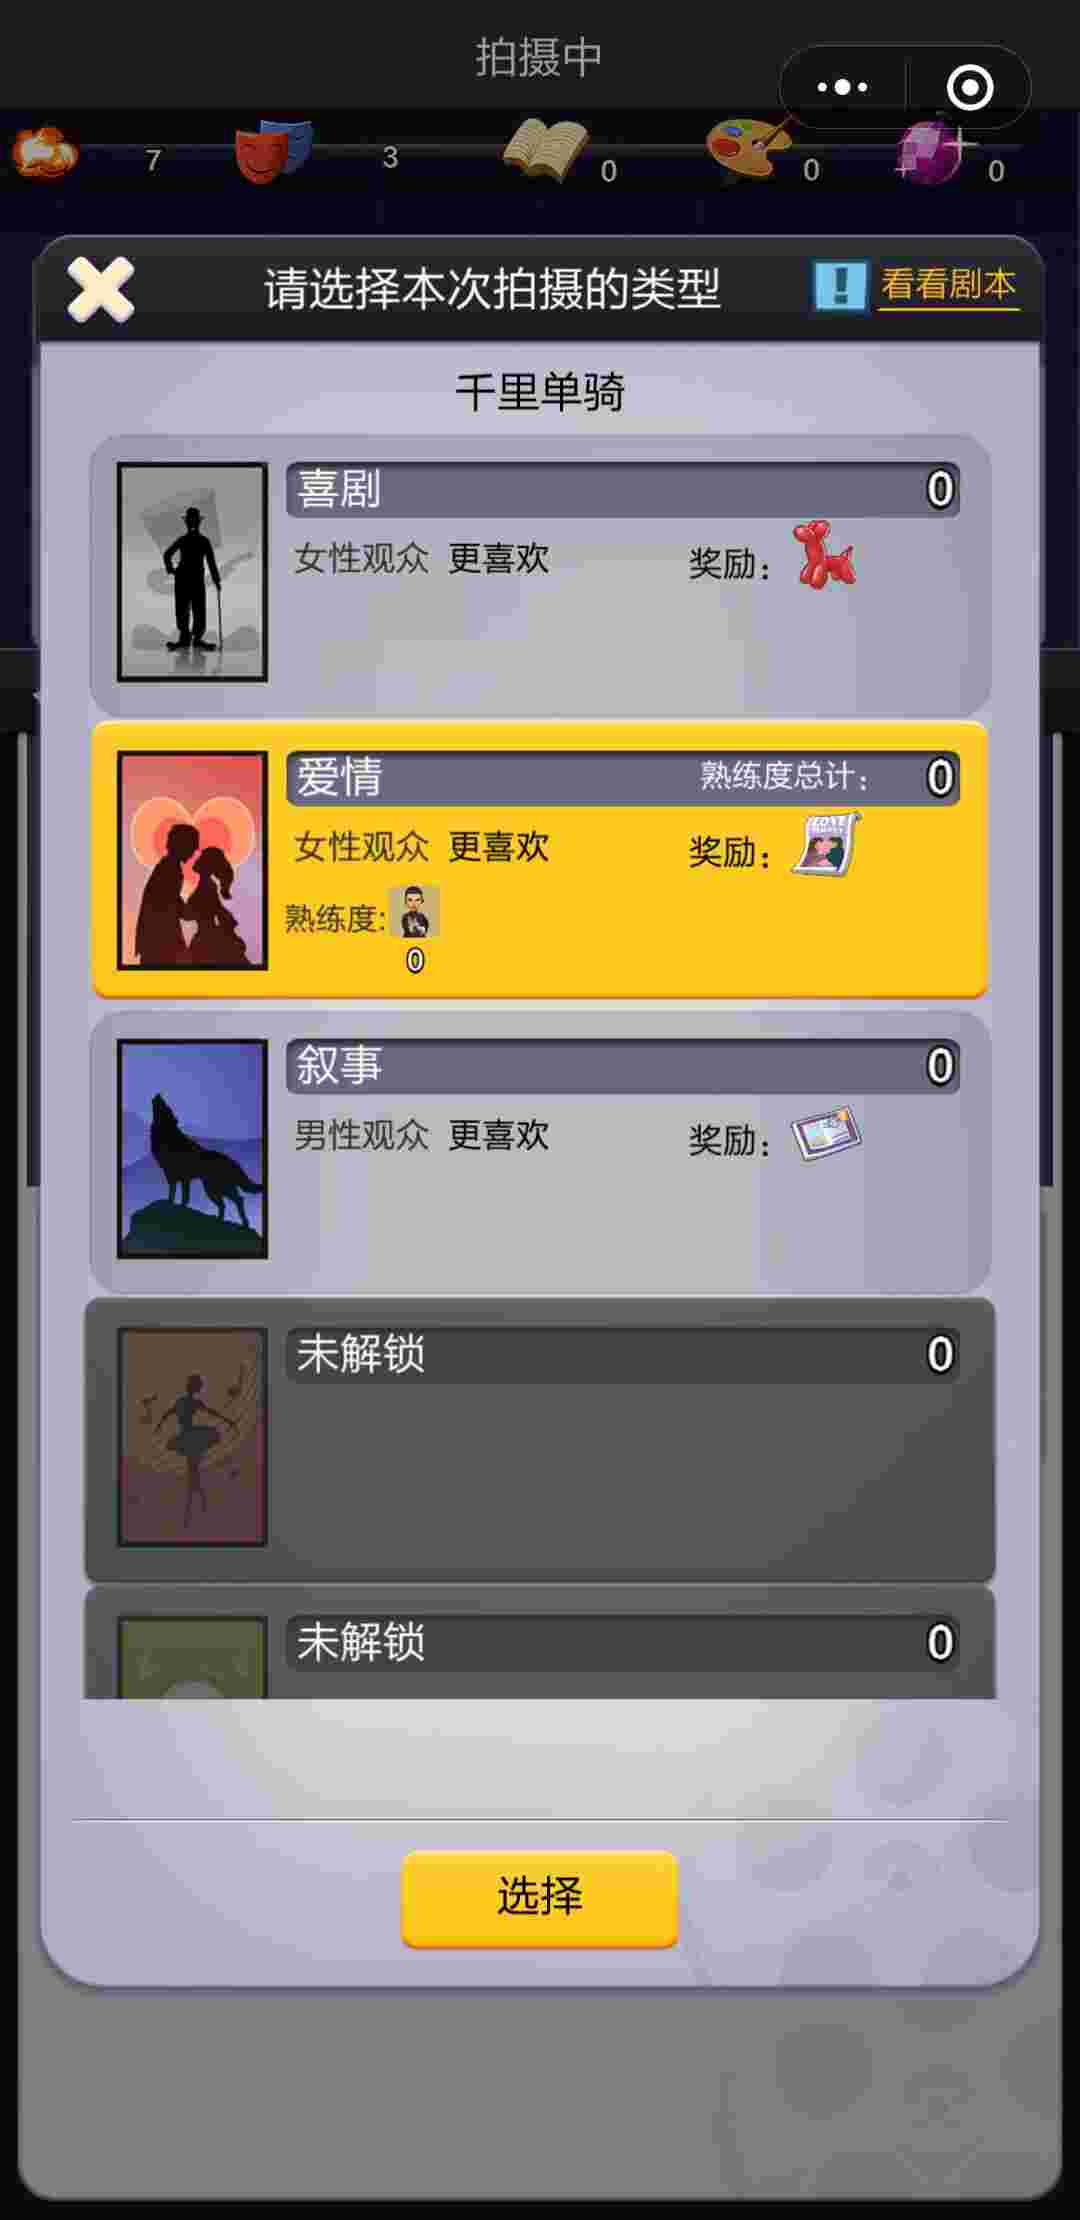 拍摄中
7 3 0 0 0
请选择本次拍摄的类型 看看剧本
千里单骑
喜剧 0
女性观众 更喜欢 奖励：
爱情 熟练度总计： 0
女性观众 更喜欢 奖励：
LOVE
熟练度:
0
叙事 0
男性观众 更喜欢 奖励：
未解锁 0
未解锁 0
选择